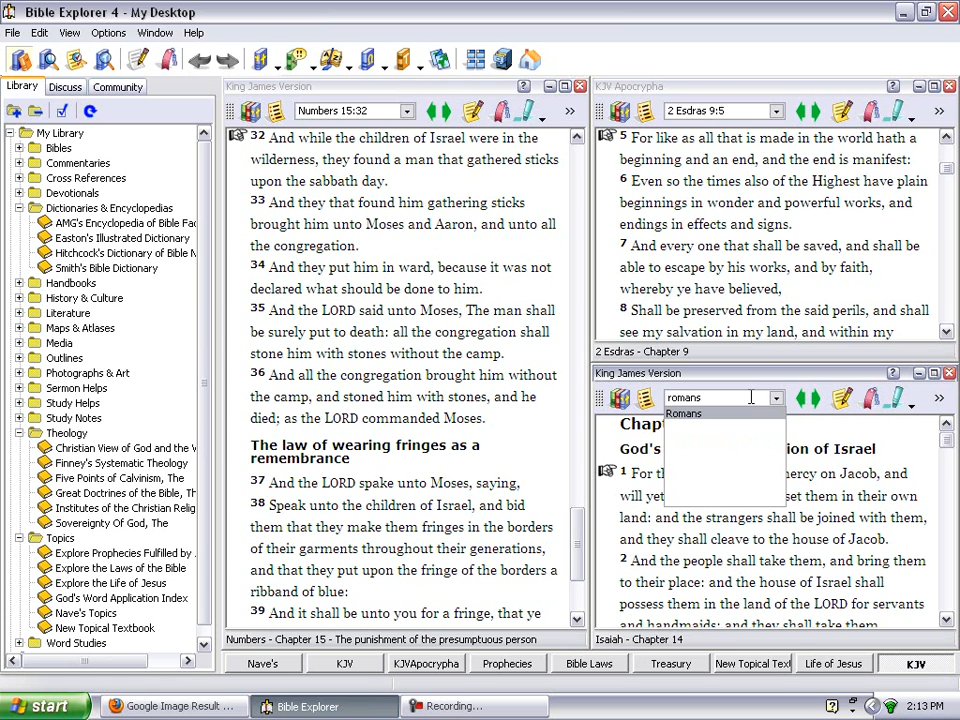 Bible Explorer 4 - My Desktop
File Edit View Options Window Help
Library Discuss Community
My Library
Bibles
Commentaries
Cross References
Devotionals
Dictionaries & Encyclopedias
AMG's Encyclopedia of Bible Fac
Easton's Illustrated Dictionary
Hitchcock's Dictionary of Bible N
Smith's Bible Dictionary
Handbooks
History & Culture
Literature
Maps & Atlases
Media
Outlines
Photographs & Art
Sermon Helps
Study Helps
Study Notes
Theology
Christian View of God and the W
Finney's Systematic Theology
Five Points of Calvinism, The
Great Doctrines of the Bible, Th
Institutes of the Christian Relig
Sovereignty Of God, The
Topics
Explore Prophecies Fulfilled by
Explore the Laws of the Bible
Explore the Life of Jesus
God's Word Application Index
Nave's Topics
New Topical Textbook
Word Studies
King James Version
Numbers 15:32
32 And while the children of Israel were in the
wilderness, they found a man that gathered sticks
upon the sabbath day.
33 And they that found him gathering sticks
brought him unto Moses and Aaron, and unto all
the congregation.
34 And they put him in ward, because it was not
declared what should be done to him.
35 And the LORD said unto Moses, The man shall
be surely put to death: all the congregation shall
stone him with stones without the camp.
36 And all the congregation brought him without
the camp, and stoned him with stones, and he
died; as the LORD commanded Moses.
The law of wearing fringes as a
remembrance
37 And the LORD spake unto Moses, saying,
38 Speak unto the children of Israel, and bid
them that they make them fringes in the borders
of their garments throughout their generations,
and that they put upon the fringe of the borders a
ribband of blue:
39 And it shall be unto you for a fringe, that ye
Numbers - Chapter 15 - The punishment of the presumptuous person
KJV Apocrypha
2 Esdras 9:5
5 For like as all that is made in the world hath a
beginning and an end, and the end is manifest:
6 Even so the times also of the Highest have plain
beginnings in wonder and powerful works, and
endings in effects and signs.
7 And every one that shall be saved, and shall be
able to escape by his works, and by faith,
whereby ye have believed,
8 Shall be preserved from the said perils, and shall
see my salvation in my land, and within my
2 Esdras - Chapter 9
King James Version
romans
Romans
Chap
God's ion of Israel
1 For th ercy on Jacob, and
will yet set them in their own
land: and the strangers shall be joined with them,
and they shall cleave to the house of Jacob.
2 And the people shall take them, and bring them
to their place: and the house of Israel shall
possess them in the land of the LORD for servants
and handmaids: and they shall take them
Isaiah - Chapter 14
Nave's KJV KJVApocrypha Prophecies Bible Laws Treasury New Topical Text Life of Jesus KJV
start Google Image Result ... Bible Explorer Recording... 2:13 PM